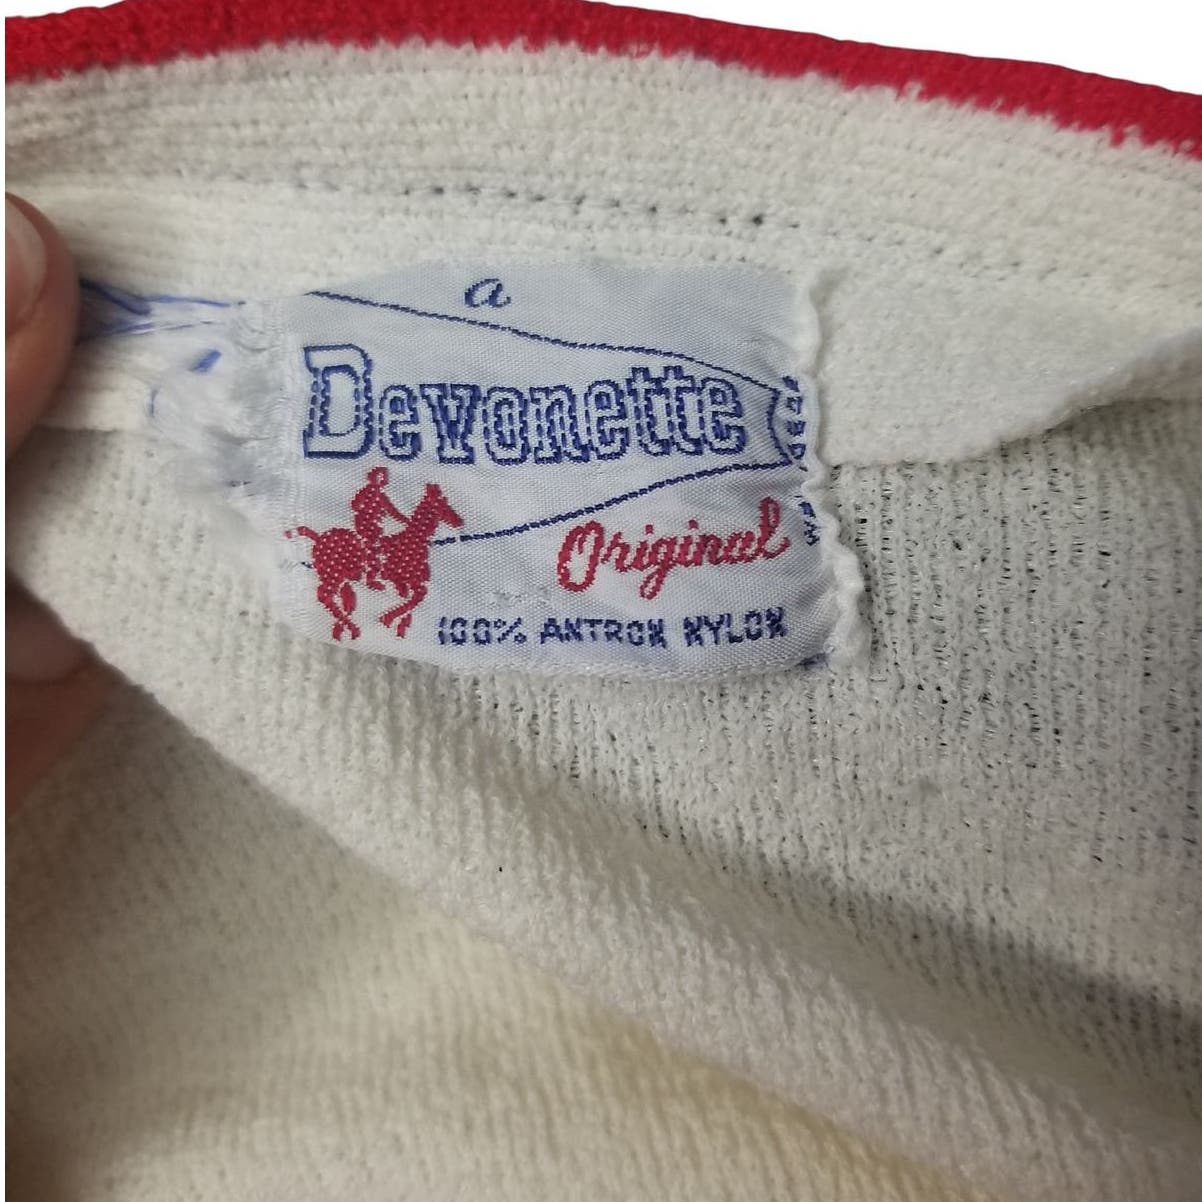 a
Devonette
Original
100% ANTRON NYLON